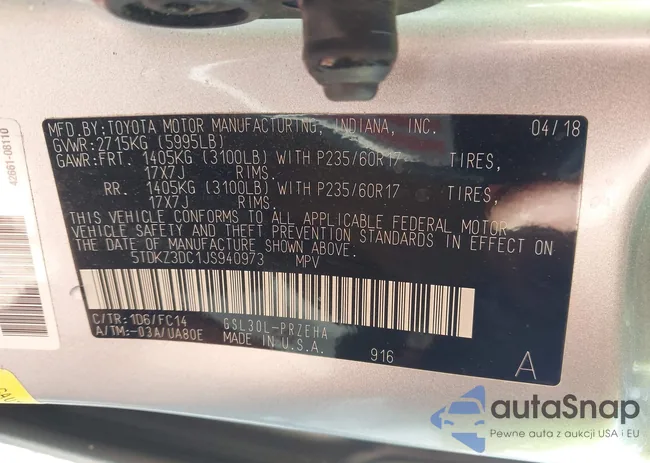 MFD.BY:TOYOTA MOTOR MANUFACTURING, INDIANA, INC. 04/18
GVWR:2715KG (5995LB)
GAWR:FRT. 1405KG (3100LB) WITH P235/60R17 TIRES,
17X7J RIMS.
RR. 1405KG (3100LB) WITH P235/60R17 TIRES,
17X7J RIMS.
THIS VEHICLE CONFORMS TO ALL APPLICABLE FEDERAL MOTOR
VEHICLE SAFETY AND THEFT PREVENTION STANDARDS IN EFFECT ON
THE DATE OF MANUFACTURE SHOWN ABOVE.
5TDKZ3DC1JS940973 MPV
C/TR:1D6/FC14 GSL30L-PRZEHA
A/TM:-03A/UA80E MADE IN U.S.A. 916 A
42661-08110
CAU
autoSnap
Pewne auta z aukcji USA i EU